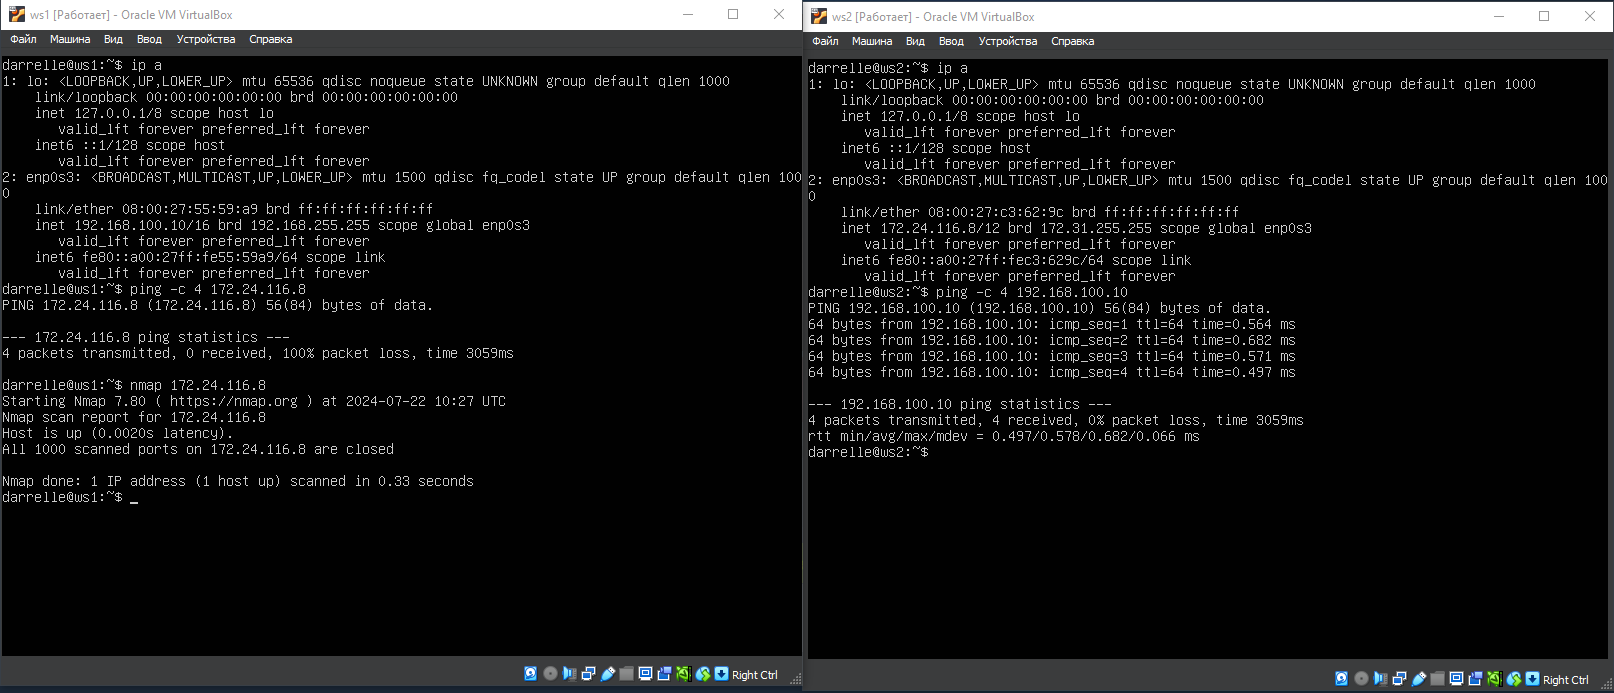 ws1 [Работает] - Oracle VM VirtualBox
Файл Машина Вид Ввод Устройства Справка
darrelle@ws1:~$ ip a
1: lo: <LOOPBACK,UP,LOWER_UP> mtu 65536 qdisc noqueue state UNKNOWN group default qlen 1000
link/loopback 00:00:00:00:00:00 brd 00:00:00:00:00:00
inet 127.0.0.1/8 scope host lo
valid_lft forever preferred_lft forever
inet6 ::1/128 scope host
valid_lft forever preferred_lft forever
2: enp0s3: <BROADCAST,MULTICAST,UP,LOWER_UP> mtu 1500 qdisc fq_codel state UP group default qlen 100
0
link/ether 08:00:27:55:59:a9 brd ff:ff:ff:ff:ff:ff
inet 192.168.100.10/16 brd 192.168.255.255 scope global enp0s3
valid_lft forever preferred_lft forever
inet6 fe80::a00:27ff:fe55:59a9/64 scope link
valid_lft forever preferred_lft forever
darrelle@ws1:~$ ping -c 4 172.24.116.8
PING 172.24.116.8 (172.24.116.8) 56(84) bytes of data.
--- 172.24.116.8 ping statistics ---
4 packets transmitted, 0 received, 100% packet loss, time 3059ms
darrelle@ws1:~$ nmap 172.24.116.8
Starting Nmap 7.80 ( https://nmap.org ) at 2024-07-22 10:27 UTC
Nmap scan report for 172.24.116.8
Host is up (0.0020s latency).
All 1000 scanned ports on 172.24.116.8 are closed
Nmap done: 1 IP address (1 host up) scanned in 0.33 seconds
darrelle@ws1:~$ _
Right Ctrl
ws2 [Работает] - Oracle VM VirtualBox
Файл Машина Вид Ввод Устройства Справка
darrelle@ws2:~$ ip a
1: lo: <LOOPBACK,UP,LOWER_UP> mtu 65536 qdisc noqueue state UNKNOWN group default qlen 1000
link/loopback 00:00:00:00:00:00 brd 00:00:00:00:00:00
inet 127.0.0.1/8 scope host lo
valid_lft forever preferred_lft forever
inet6 ::1/128 scope host
valid_lft forever preferred_lft forever
2: enp0s3: <BROADCAST,MULTICAST,UP,LOWER_UP> mtu 1500 qdisc fq_codel state UP group default qlen 100
0
link/ether 08:00:27:c3:62:9c brd ff:ff:ff:ff:ff:ff
inet 172.24.116.8/12 brd 172.31.255.255 scope global enp0s3
valid_lft forever preferred_lft forever
inet6 fe80::a00:27ff:fec3:629c/64 scope link
valid_lft forever preferred_lft forever
darrelle@ws2:~$ ping -c 4 192.168.100.10
PING 192.168.100.10 (192.168.100.10) 56(84) bytes of data.
64 bytes from 192.168.100.10: icmp_seq=1 ttl=64 time=0.564 ms
64 bytes from 192.168.100.10: icmp_seq=2 ttl=64 time=0.682 ms
64 bytes from 192.168.100.10: icmp_seq=3 ttl=64 time=0.571 ms
64 bytes from 192.168.100.10: icmp_seq=4 ttl=64 time=0.497 ms
--- 192.168.100.10 ping statistics ---
4 packets transmitted, 4 received, 0% packet loss, time 3059ms
rtt min/avg/max/mdev = 0.497/0.578/0.682/0.066 ms
darrelle@ws2:~$
Right Ctrl